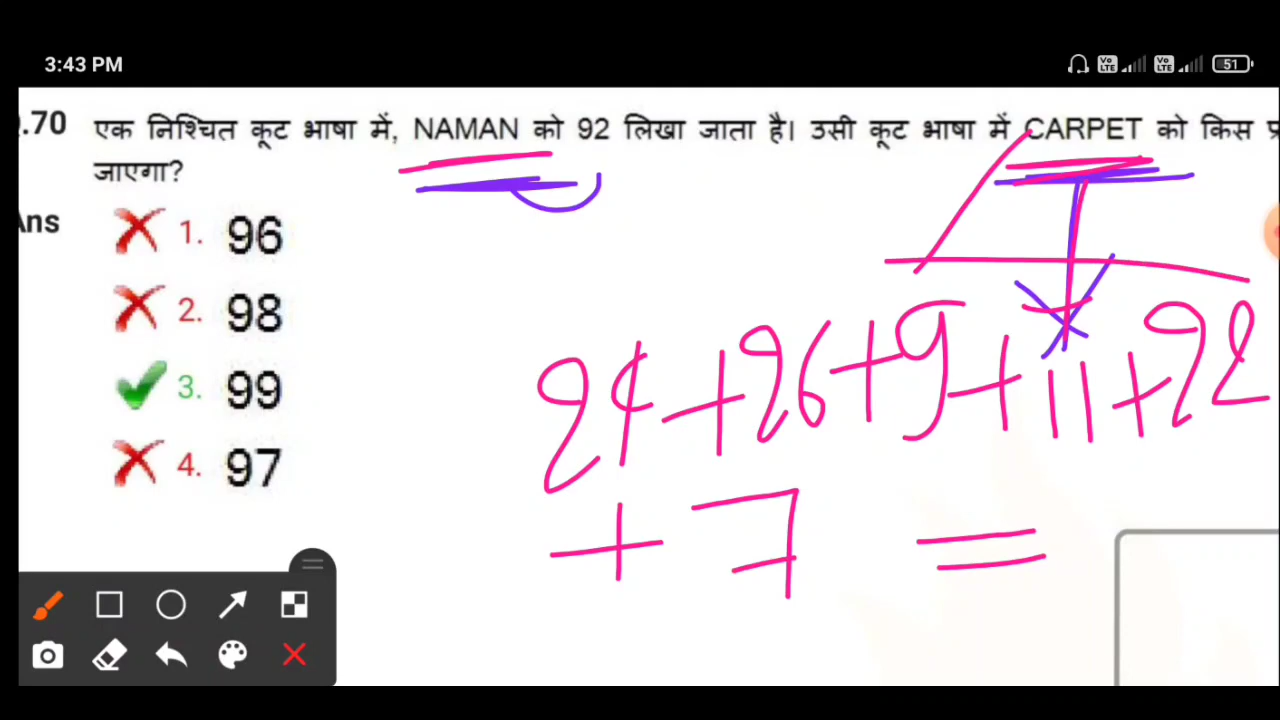 3:43 PM
51
.70 एक निश्चित कूट भाषा में, NAMAN को 92 लिखा जाता है। उसी कूट भाषा में CARPET को किस
जाएगा?
Ans
1. 96
2. 98
3. 99
4. 97
24+26+9+11+22
+7 =